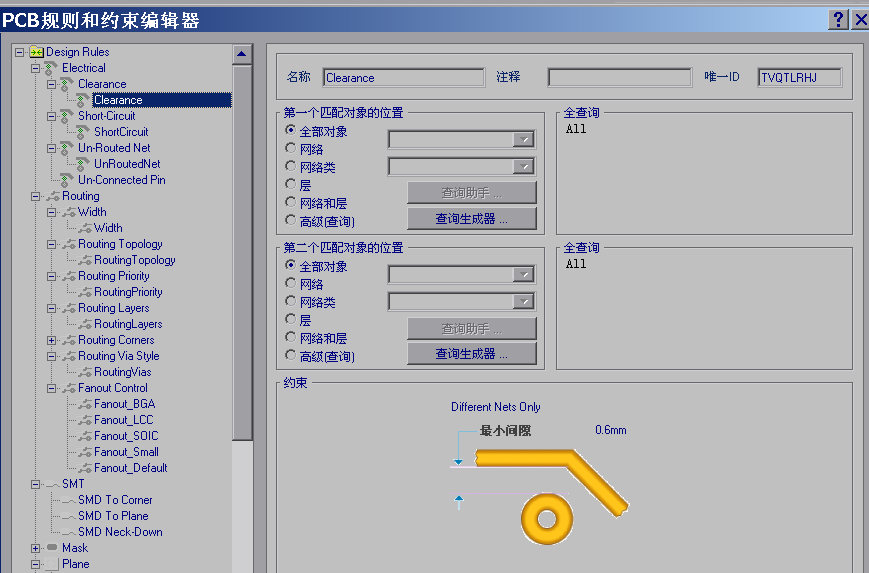 PCB规则和约束编辑器
Design Rules
Electrical
Clearance
Clearance
Short-Circuit
ShortCircuit
Un-Routed Net
UnRoutedNet
Un-Connected Pin
Routing
Width
Width
Routing Topology
RoutingTopology
Routing Priority
RoutingPriority
Routing Layers
RoutingLayers
Routing Corners
Routing Via Style
RoutingVias
Fanout Control
Fanout_BGA
Fanout_LCC
Fanout_SOIC
Fanout_Small
Fanout_Default
SMT
SMD To Corner
SMD To Plane
SMD Neck-Down
Mask
Plane
名称 Clearance 注释 唯一ID TVQTLRHJ
第一个匹配对象的位置
全部对象
网络
网络类
层
网络和层
高级(查询)
查询助手 ...
查询生成器 ...
全查询
All
第二个匹配对象的位置
全部对象
网络
网络类
层
网络和层
高级(查询)
查询助手 ...
查询生成器 ...
全查询
All
约束
Different Nets Only
最小间隙 0.6mm